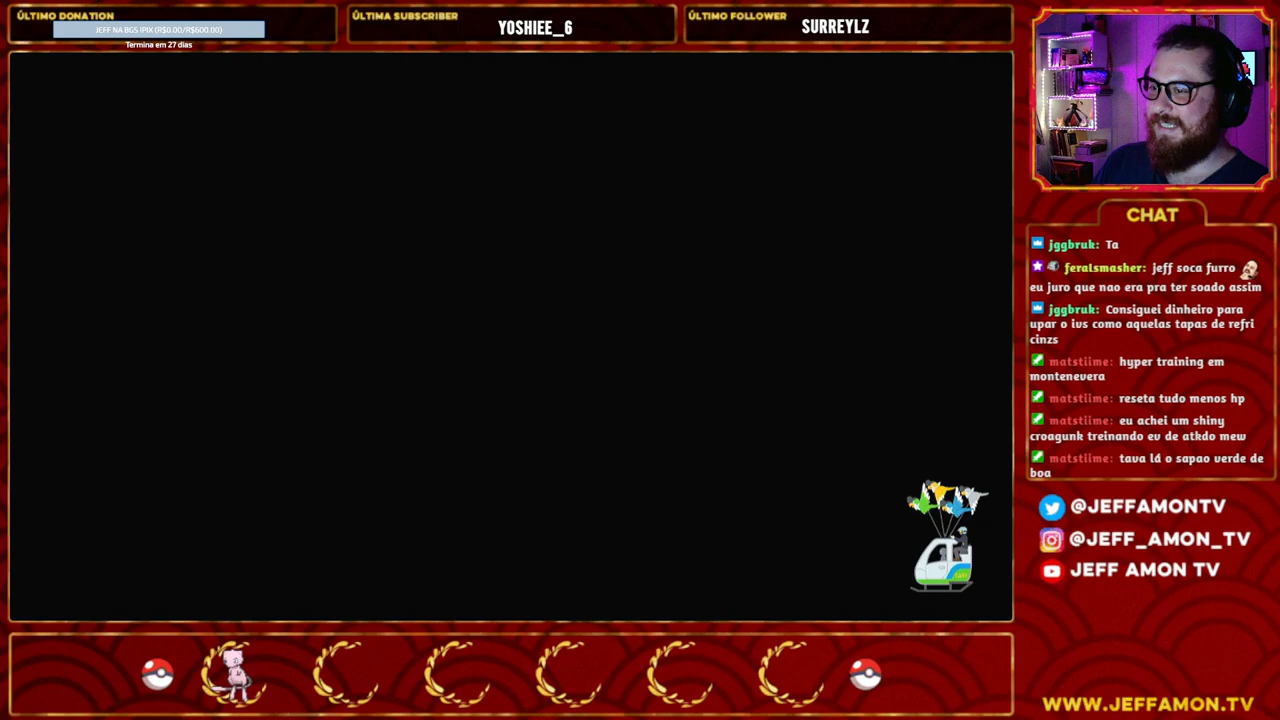 ÚLTIMO DONATION
JEFF NA BGS !PIX (R$0.00/R$600.00)
Termina em 27 dias
ÚLTIMA SUBSCRIBER
YOSHIEE_6
ÚLTIMO FOLLOWER
SURREYLZ
CHAT
jggbruk: Ta
feralsmasher: jeff soca furro
eu juro que nao era pra ter soado assim
jggbruk: Consiguei dinheiro para
upar o ivs como aquelas tapas de refri
cinzs
matstiime: hyper training em
montenevera
matstiime: reseta tudo menos hp
matstiime: eu achei um shiny
croagunk treinando ev de atkdo mew
matstiime: tava lá o sapao verde de
boa
@JEFFAMONTV
@JEFF_AMON_TV
JEFF AMON TV
WWW.JEFFAMON.TV